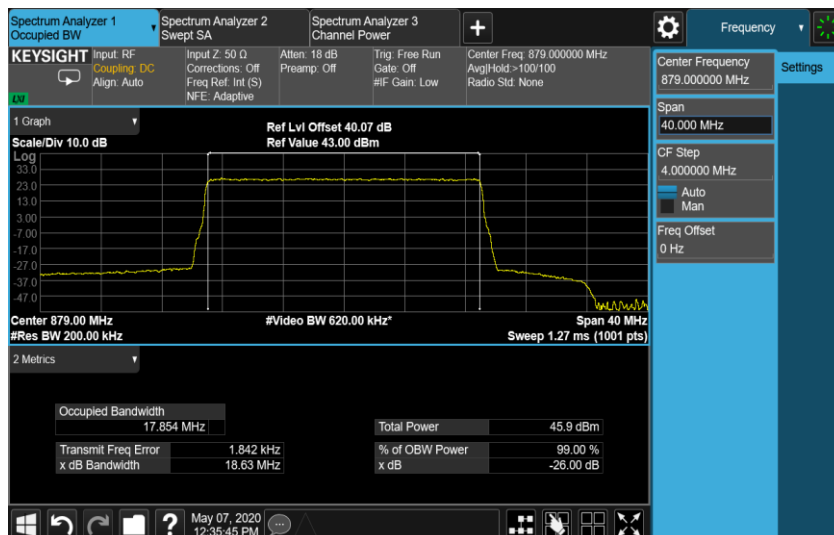 Spectrum Analyzer 1
Occupied BW
Spectrum Analyzer 2
Swept SA
Spectrum Analyzer 3
Channel Power
+
Frequency
KEYSIGHT
LXI
Input: RF
Coupling: DC
Align: Auto
Input Z: 50 Ω
Corrections: Off
Freq Ref: Int (S)
NFE: Adaptive
Atten: 18 dB
Preamp: Off
Trig: Free Run
Gate: Off
#IF Gain: Low
Center Freq: 879.000000 MHz
Avg|Hold:>100/100
Radio Std: None
Center Frequency
879.000000 MHz
Settings
Span
40.000 MHz
CF Step
4.000000 MHz
Auto
Man
Freq Offset
0 Hz
1 Graph
Scale/Div 10.0 dB
Ref Lvl Offset 40.07 dB
Ref Value 43.00 dBm
Log
33.0
23.0
13.0
3.00
-7.00
-17.0
-27.0
-37.0
-47.0
Center 879.00 MHz
#Video BW 620.00 kHz*
Span 40 MHz
#Res BW 200.00 kHz
Sweep 1.27 ms (1001 pts)
2 Metrics
Occupied Bandwidth
17.854 MHz
Total Power 45.9 dBm
Transmit Freq Error 1.842 kHz
% of OBW Power 99.00 %
x dB Bandwidth 18.63 MHz
x dB -26.00 dB
?
May 07, 2020
12:35:45 PM